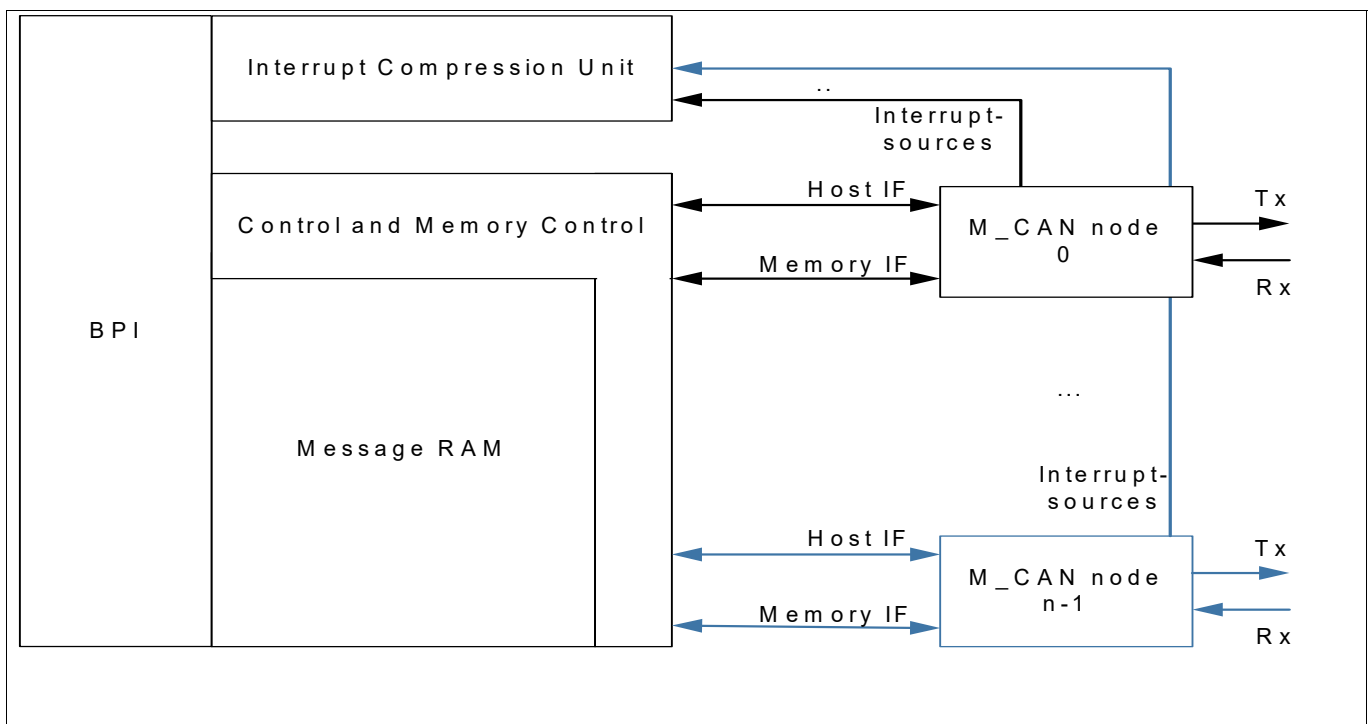 Interrupt Compression Unit
..
Interrupt-
sources
Host IF
Control and Memory Control
M_CAN node
0
Tx
Memory IF
Rx
BPI
...
Message RAM
Interrupt-
sources
Host IF
Tx
M_CAN node
n-1
Memory IF
Rx